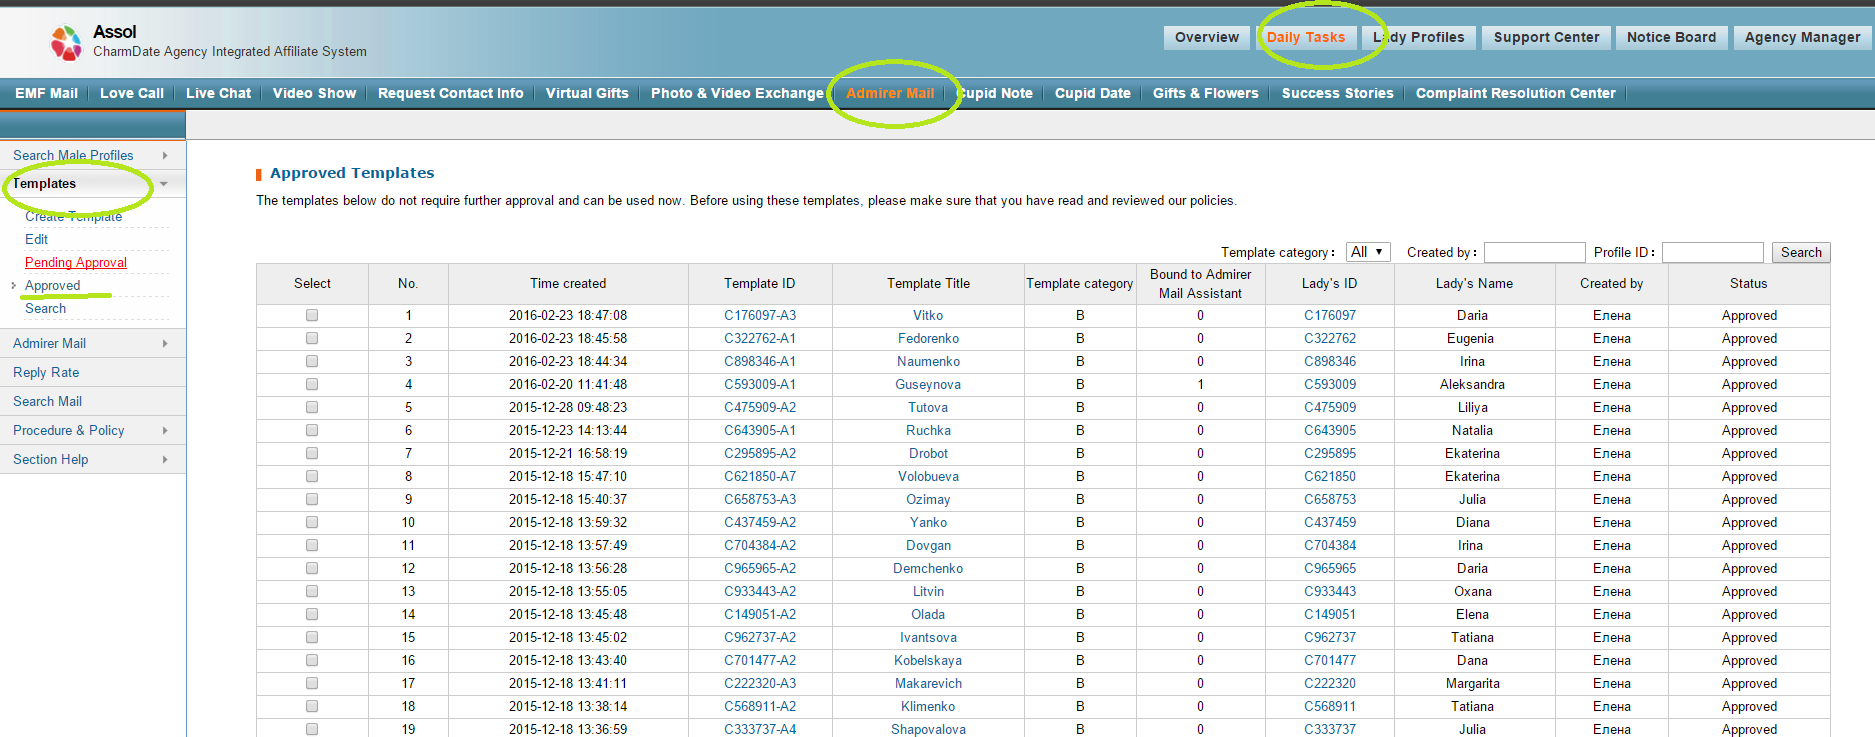 Assol
CharmDate Agency Integrated Affiliate System
Overview Daily Tasks Lady Profiles Support Center Notice Board Agency Manager
EMF Mail Love Call Live Chat Video Show Request Contact Info Virtual Gifts Photo & Video Exchange Admirer Mail Cupid Note Cupid Date Gifts & Flowers Success Stories Complaint Resolution Center
Search Male Profiles
Templates
Create Template
Edit
Pending Approval
Approved
Search
Admirer Mail
Reply Rate
Search Mail
Procedure & Policy
Section Help
Approved Templates
The templates below do not require further approval and can be used now. Before using these templates, please make sure that you have read and reviewed our policies.
Template category : All Created by : Profile ID : Search
Select No. Time created Template ID Template Title Template category Bound to Admirer Mail Assistant Lady's ID Lady's Name Created by Status
1 2016-02-23 18:47:08 C176097-A3 Vitko B 0 C176097 Daria Елена Approved
2 2016-02-23 18:45:58 C322762-A1 Fedorenko B 0 C322762 Eugenia Елена Approved
3 2016-02-23 18:44:34 C898346-A1 Naumenko B 0 C898346 Irina Елена Approved
4 2016-02-20 11:41:48 C593009-A1 Guseynova B 1 C593009 Aleksandra Елена Approved
5 2015-12-28 09:48:23 C475909-A2 Tutova B 0 C475909 Liliya Елена Approved
6 2015-12-23 14:13:44 C643905-A1 Ruchka B 0 C643905 Natalia Елена Approved
7 2015-12-21 16:58:19 C295895-A2 Drobot B 0 C295895 Ekaterina Елена Approved
8 2015-12-18 15:47:10 C621850-A7 Volobueva B 0 C621850 Ekaterina Елена Approved
9 2015-12-18 15:40:37 C658753-A3 Ozimay B 0 C658753 Julia Елена Approved
10 2015-12-18 13:59:32 C437459-A2 Yanko B 0 C437459 Diana Елена Approved
11 2015-12-18 13:57:49 C704384-A2 Dovgan B 0 C704384 Irina Елена Approved
12 2015-12-18 13:56:28 C965965-A2 Demchenko B 0 C965965 Daria Елена Approved
13 2015-12-18 13:55:05 C933443-A2 Litvin B 0 C933443 Oxana Елена Approved
14 2015-12-18 13:45:48 C149051-A2 Olada B 0 C149051 Elena Елена Approved
15 2015-12-18 13:45:02 C962737-A2 Ivantsova B 0 C962737 Tatiana Елена Approved
16 2015-12-18 13:43:40 C701477-A2 Kobelskaya B 0 C701477 Dana Елена Approved
17 2015-12-18 13:41:11 C222320-A3 Makarevich B 0 C222320 Margarita Елена Approved
18 2015-12-18 13:38:14 C568911-A2 Klimenko B 0 C568911 Tatiana Елена Approved
19 2015-12-18 13:36:59 C333737-A4 Shapovalova B 0 C333737 Julia Елена Approved